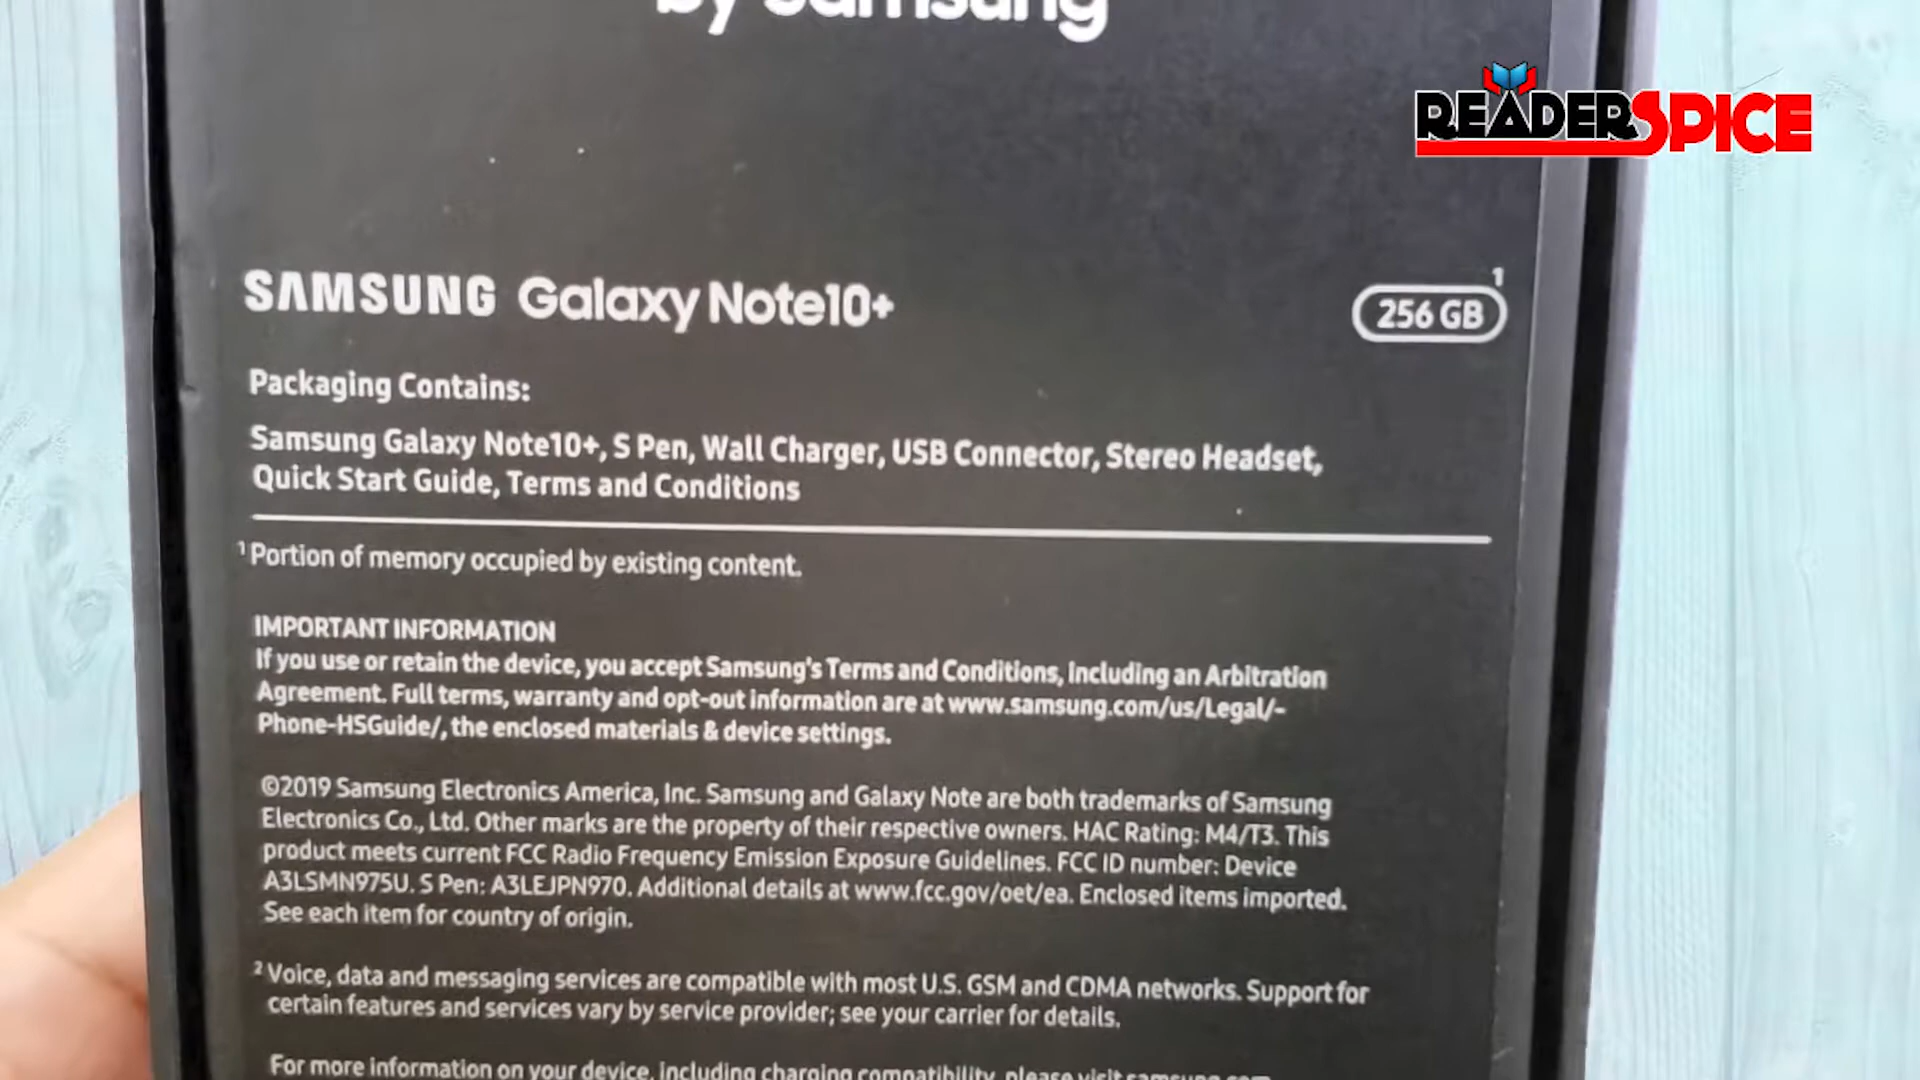 by Samsung
READERSPICE
SAMSUNG Galaxy Note10+
256 GB
1
Packaging Contains:
Samsung Galaxy Note10+, S Pen, Wall Charger, USB Connector, Stereo Headset,
Quick Start Guide, Terms and Conditions
1 Portion of memory occupied by existing content.
IMPORTANT INFORMATION
If you use or retain the device, you accept Samsung's Terms and Conditions, including an Arbitration
Agreement. Full terms, warranty and opt-out information are at www.samsung.com/us/Legal/-
Phone-HSGuide/, the enclosed materials & device settings.
©2019 Samsung Electronics America, Inc. Samsung and Galaxy Note are both trademarks of Samsung
Electronics Co., Ltd. Other marks are the property of their respective owners. HAC Rating: M4/T3. This
product meets current FCC Radio Frequency Emission Exposure Guidelines. FCC ID number: Device
A3LSMN975U. S Pen: A3LEJPN970. Additional details at www.fcc.gov/oet/ea. Enclosed items imported.
See each item for country of origin.
2 Voice, data and messaging services are compatible with most U.S. GSM and CDMA networks. Support for
certain features and services vary by service provider; see your carrier for details.
For more information on your device, including charging compatibility, please visit samsung.com